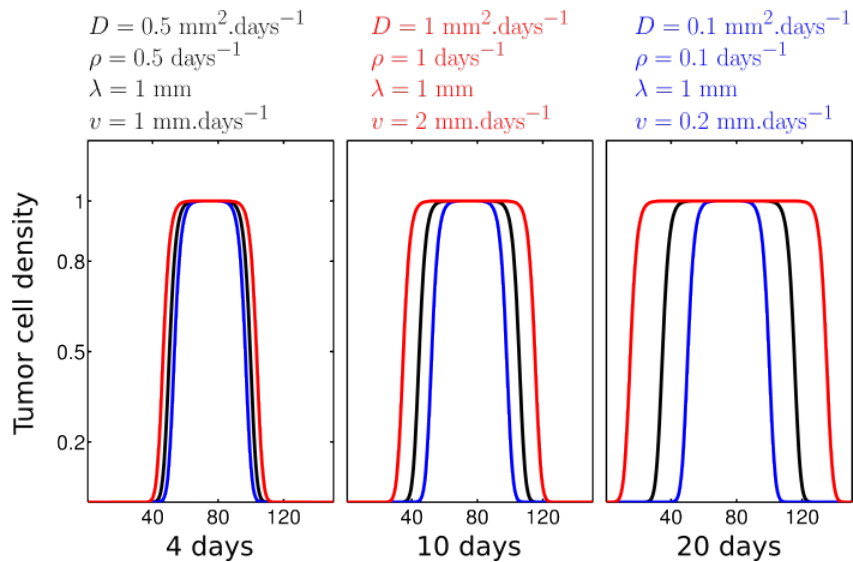 D = 0.5 mm².days⁻¹
ρ = 0.5 days⁻¹
λ = 1 mm
v = 1 mm.days⁻¹
D = 1 mm².days⁻¹
ρ = 1 days⁻¹
λ = 1 mm
v = 2 mm.days⁻¹
D = 0.1 mm².days⁻¹
ρ = 0.1 days⁻¹
λ = 1 mm
v = 0.2 mm.days⁻¹
Tumor cell density
1
0.8
0.5
0.2
40 80 120
4 days
40 80 120
10 days
40 80 120
20 days